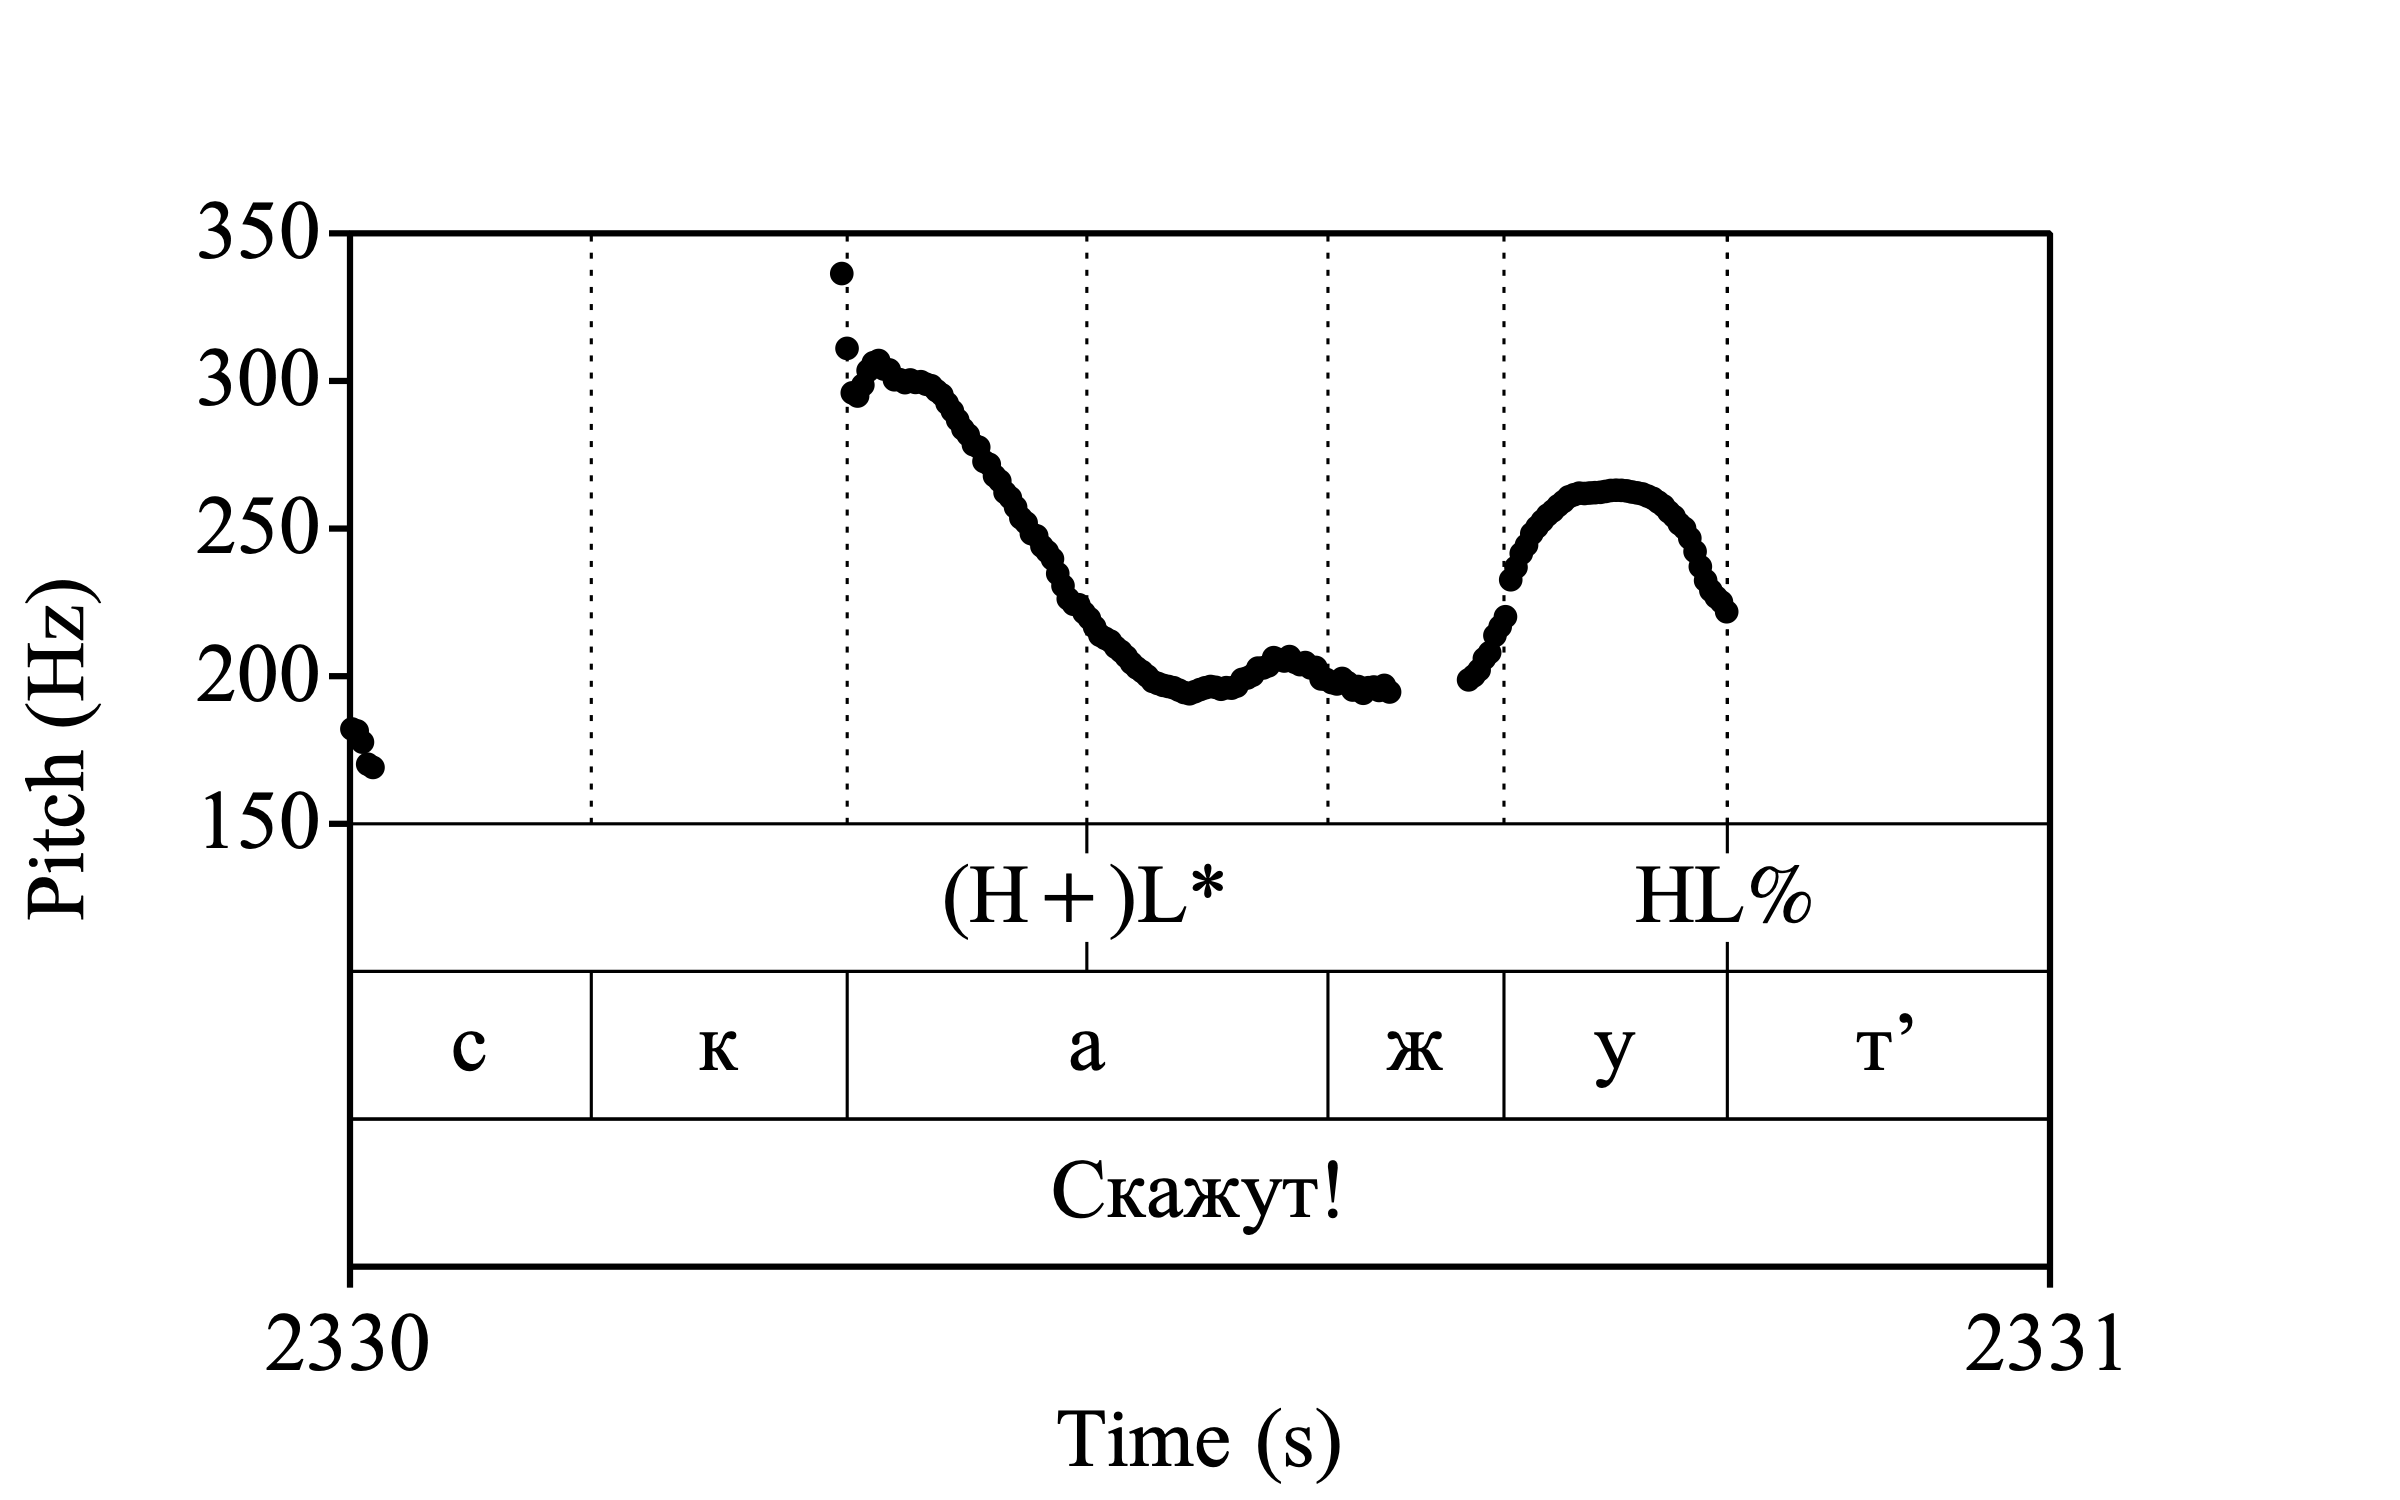 350
300
250
200
150
Pitch (Hz)
(H+)L* HL%
с к а ж у т’
Скажут!
2330 2331
Time (s)